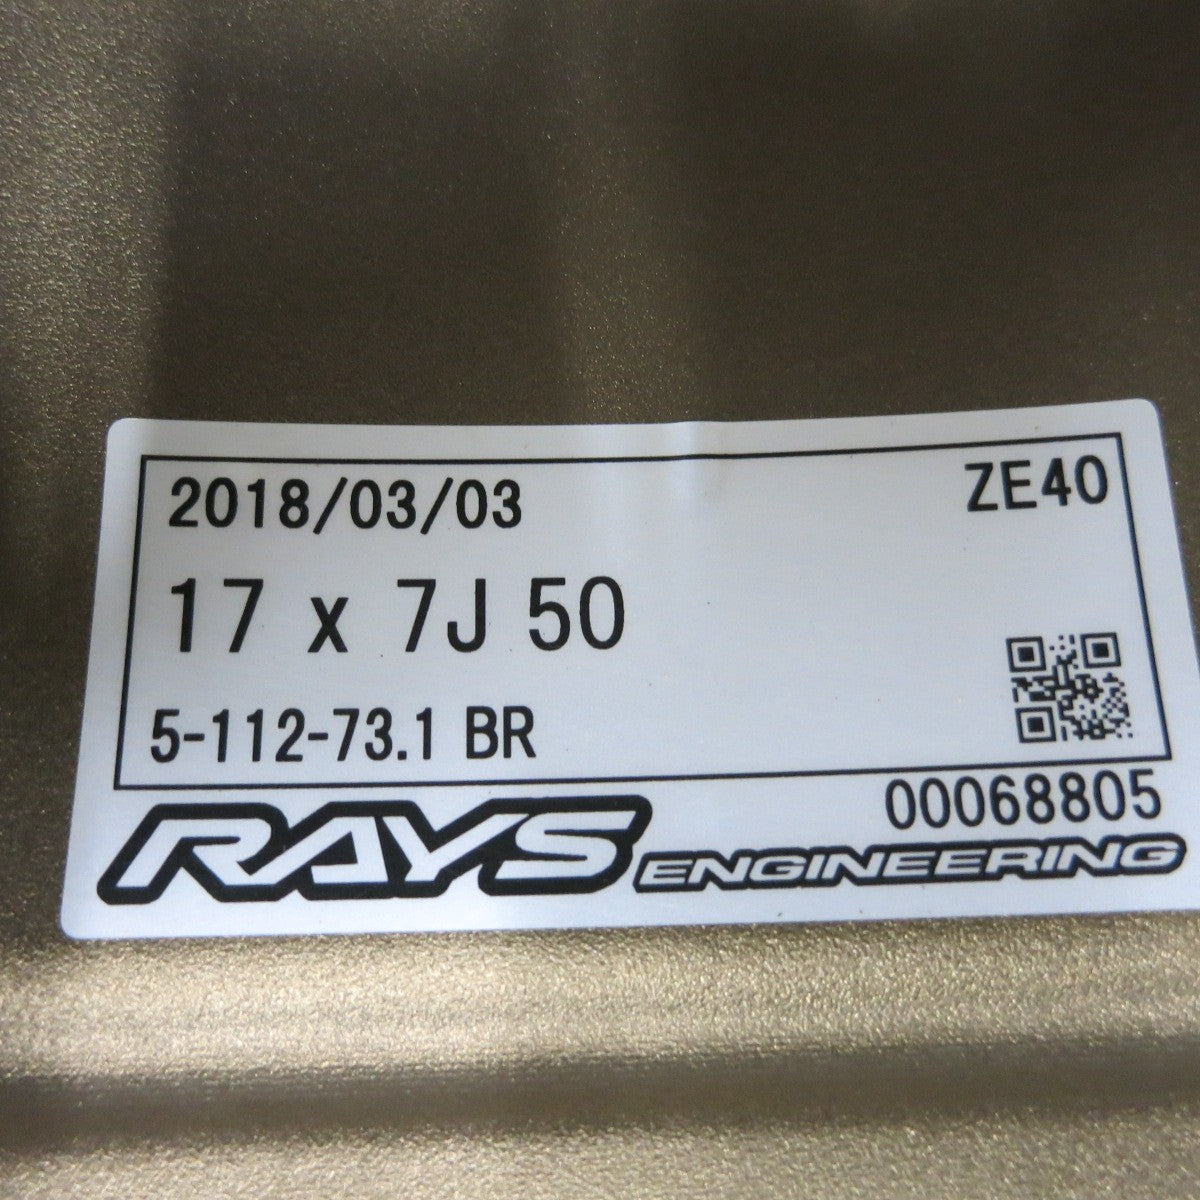 2018/03/03 ZE40
17 x 7J 50
5-112-73.1 BR
00068805
RAYS ENGINEERING